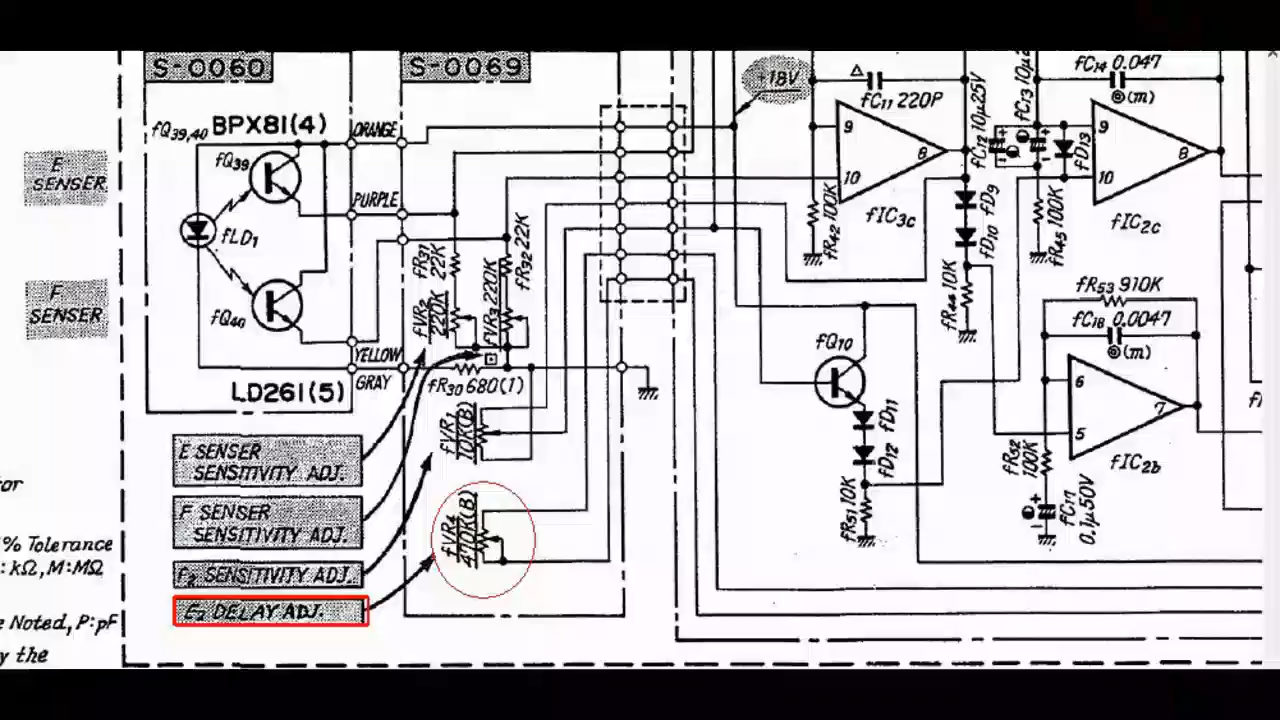 S-0060
S-0069
+18V
fC14 0.047
(m)
fC11 220P
fC12 10μ25V
fC13 10μ2
fQ39,40
BPX81(4)
ORANGE
9
8
10
fIC3c
fD13
9
8
10
fIC2c
E
SENSER
fQ39
PURPLE
fLD1
fR42 100K
fD9
fD10
fR45 100K
F
SENSER
fQ40
fR31
22K
fR32 22K
fVR2
220K
fVR3 220K
fR44 10K
fR53 910K
fC18 0.0047
(m)
YELLOW
GRAY
LD261(5)
fR30 680(1)
fQ10
fD11
fD12
6
7
5
fIC2b
fVR1
10K(B)
E SENSER
SENSITIVITY ADJ.
F SENSER
SENSITIVITY ADJ.
fR51 10K
fR52
100K
fC17
0.1μ50V
fVR4
470K(B)
tor
% Tolerance
: kΩ, M:MΩ
SENSITIVITY ADJ.
E2 DELAY ADJ.
e Noted, P:pF
y the